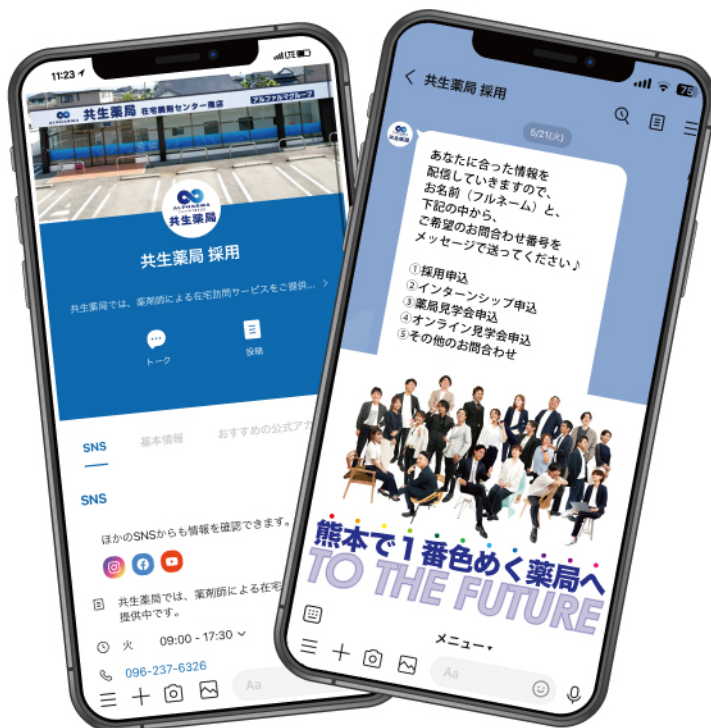 11:23
LTE
ALPHARMA
共生薬局 在宅調剤センター南店
アルファルマグループ
ALPHARMA
共生薬局
共生薬局 採用
共生薬局では、薬剤師による在宅訪問サービスをご提供...
トーク
投稿
SNS
基本情報
おすすめの公式アカ
SNS
ほかのSNSからも情報を確認できます。
共生薬局では、薬剤師による在宅
提供中です。
火 09:00 - 17:30
096-237-6326
Aa
共生薬局 採用
5/21(火)
共生薬局
あなたに合った情報を
配信していきますので、
お名前（フルネーム）と、
下記の中から、
ご希望のお問合わせ番号を
メッセージで送ってください♪
①採用申込
②インターンシップ申込
③薬局見学会申込
④オンライン見学会申込
⑤その他のお問合わせ
熊本で１番色めく薬局へ
TO THE FUTURE
メニュー▼
Aa